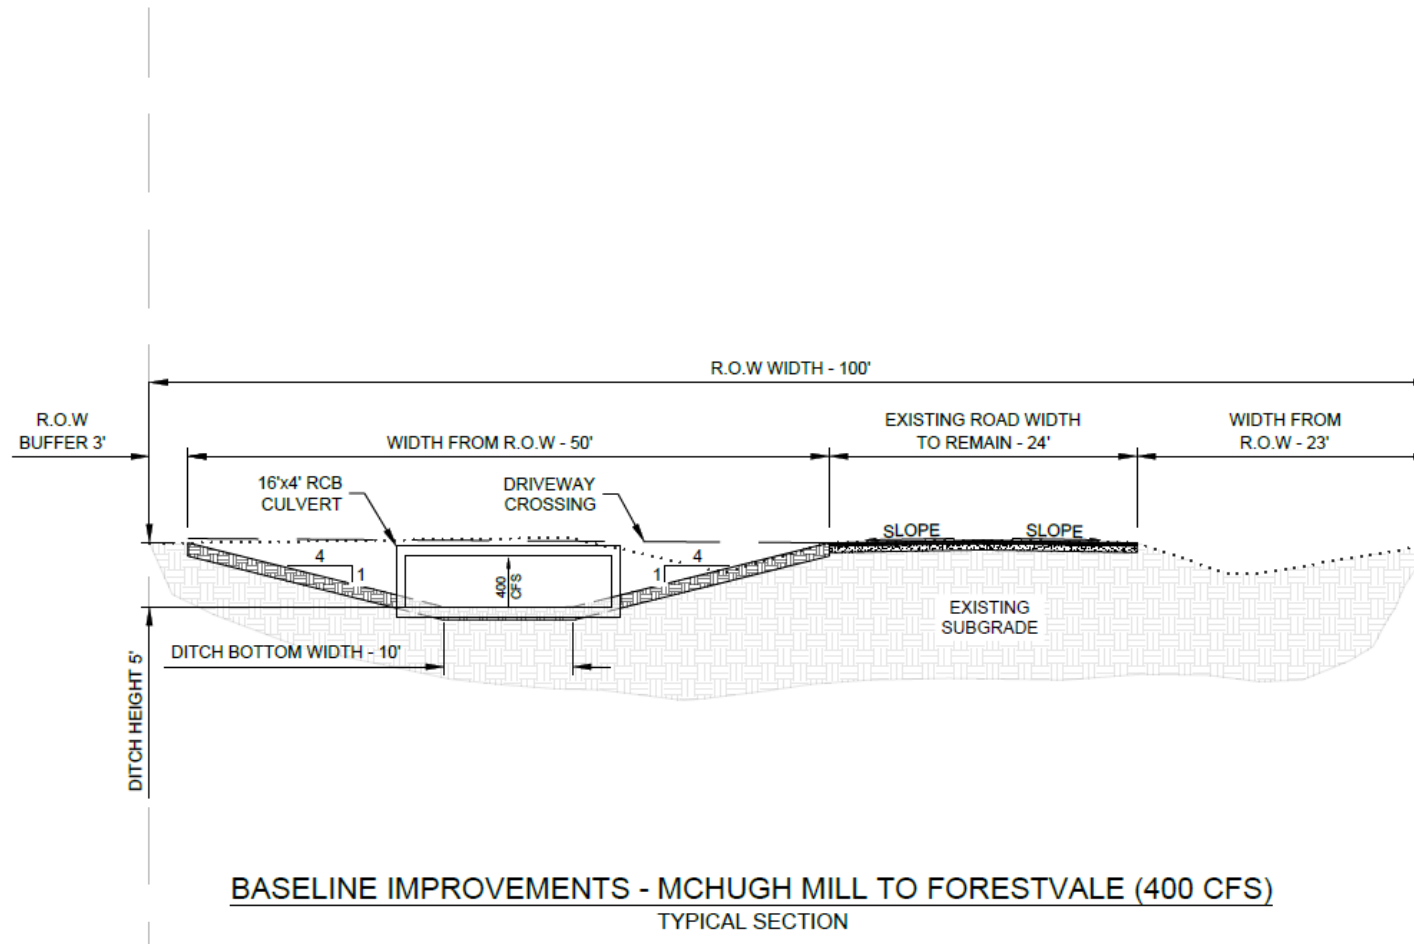 R.O.W WIDTH - 100'
R.O.W
BUFFER 3'
WIDTH FROM R.O.W - 50'
EXISTING ROAD WIDTH
TO REMAIN - 24'
WIDTH FROM
R.O.W - 23'
16'x4' RCB
CULVERT
DRIVEWAY
CROSSING
SLOPE
SLOPE
4
1
4
1
400
CFS
EXISTING
SUBGRADE
DITCH BOTTOM WIDTH - 10'
DITCH HEIGHT 5'
BASELINE IMPROVEMENTS - MCHUGH MILL TO FORESTVALE (400 CFS)
TYPICAL SECTION